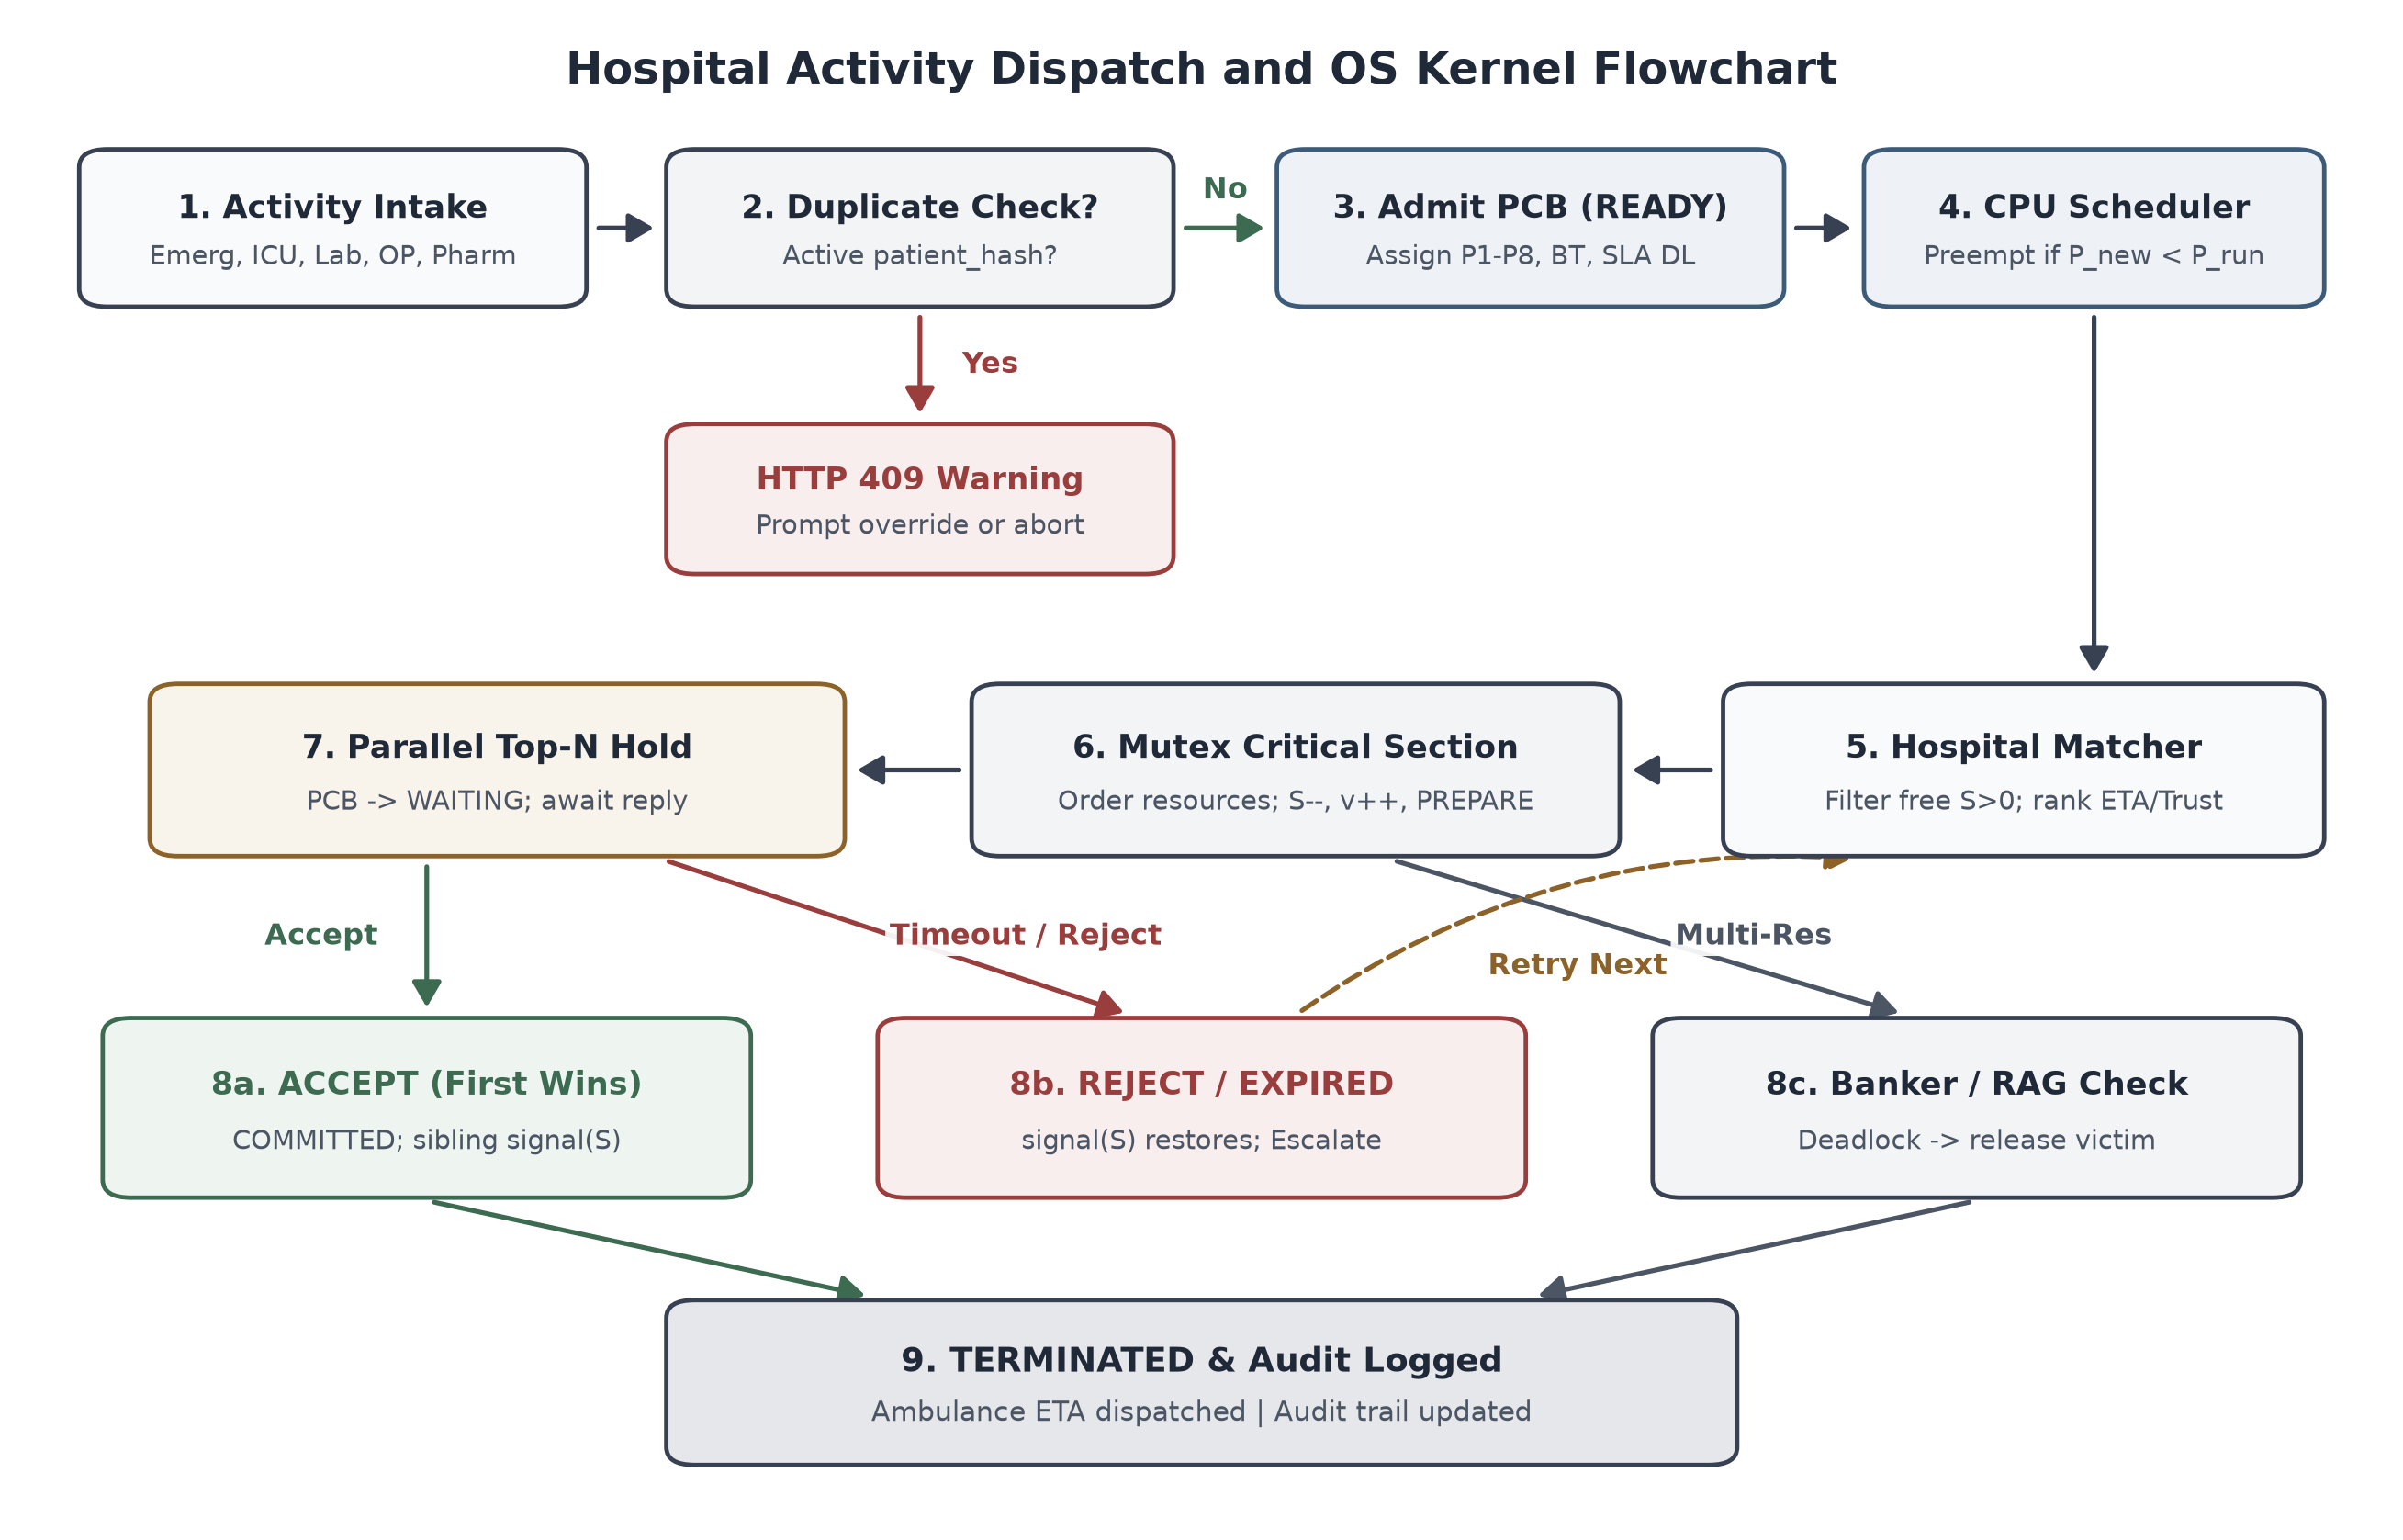 Hospital Activity Dispatch and OS Kernel Flowchart
1. Activity Intake
Emerg, ICU, Lab, OP, Pharm
2. Duplicate Check?
Active patient_hash?
No
3. Admit PCB (READY)
Assign P1-P8, BT, SLA DL
4. CPU Scheduler
Preempt if P_new < P_run
Yes
HTTP 409 Warning
Prompt override or abort
7. Parallel Top-N Hold
PCB -> WAITING; await reply
6. Mutex Critical Section
Order resources; S--, v++, PREPARE
5. Hospital Matcher
Filter free S>0; rank ETA/Trust
Accept
Timeout / Reject
Multi-Res
Retry Next
8a. ACCEPT (First Wins)
COMMITTED; sibling signal(S)
8b. REJECT / EXPIRED
signal(S) restores; Escalate
8c. Banker / RAG Check
Deadlock -> release victim
9. TERMINATED & Audit Logged
Ambulance ETA dispatched | Audit trail updated